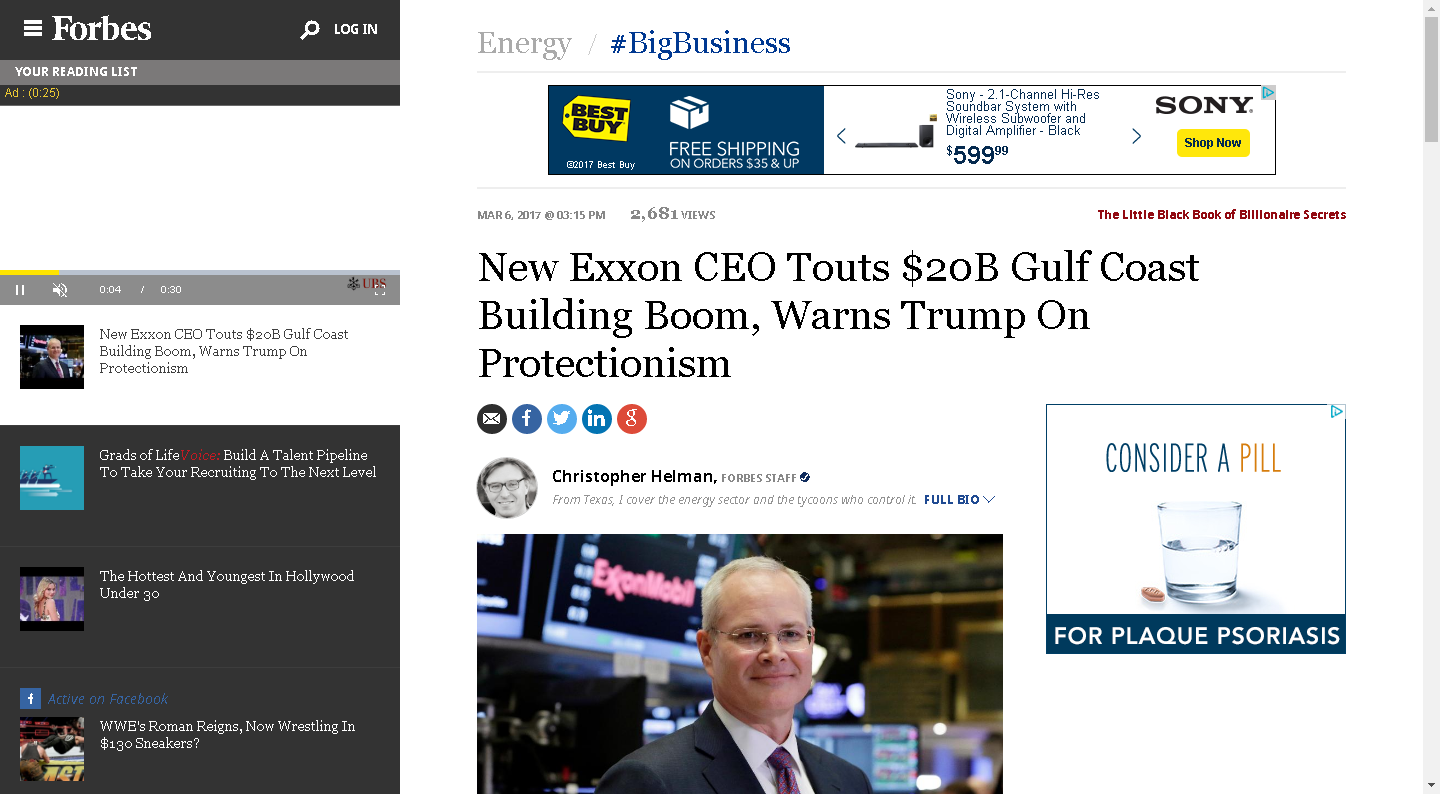 Forbes
LOG IN
YOUR READING LIST
Ad : (0:25)
0:04 / 0:30
UBS
New Exxon CEO Touts $20B Gulf Coast
Building Boom, Warns Trump On
Protectionism
Grads of LifeVoice: Build A Talent Pipeline
To Take Your Recruiting To The Next Level
The Hottest And Youngest In Hollywood
Under 30
f Active on Facebook
WWE's Roman Reigns, Now Wrestling In
$130 Sneakers?
Energy / #BigBusiness
BEST
BUY
©2017 Best Buy
FREE SHIPPING
ON ORDERS $35 & UP
Sony - 2.1-Channel Hi-Res
Soundbar System with
Wireless Subwoofer and
Digital Amplifier - Black
$59999
SONY
Shop Now
MAR 6, 2017 @ 03:15 PM 2,681 VIEWS
The Little Black Book of Billionaire Secrets
New Exxon CEO Touts $20B Gulf Coast
Building Boom, Warns Trump On
Protectionism
f in g
Christopher Helman, FORBES STAFF
From Texas, I cover the energy sector and the tycoons who control it. FULL BIO
ExxonMobil
CONSIDER A PILL
FOR PLAQUE PSORIASIS